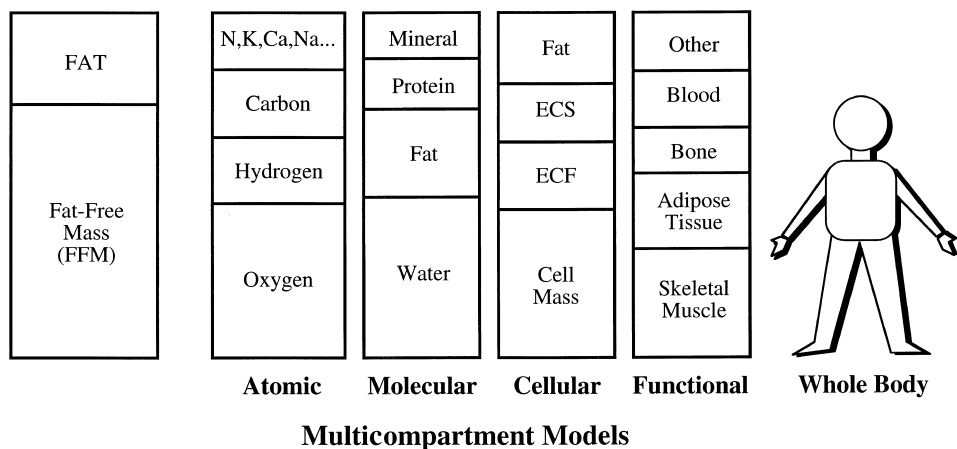 FAT
Fat-Free
Mass
(FFM)
N,K,Ca,Na...
Carbon
Hydrogen
Oxygen
Atomic
Mineral
Protein
Fat
Water
Molecular
Fat
ECS
ECF
Cell
Mass
Cellular
Other
Blood
Bone
Adipose
Tissue
Skeletal
Muscle
Functional
Whole Body
Multicompartment Models